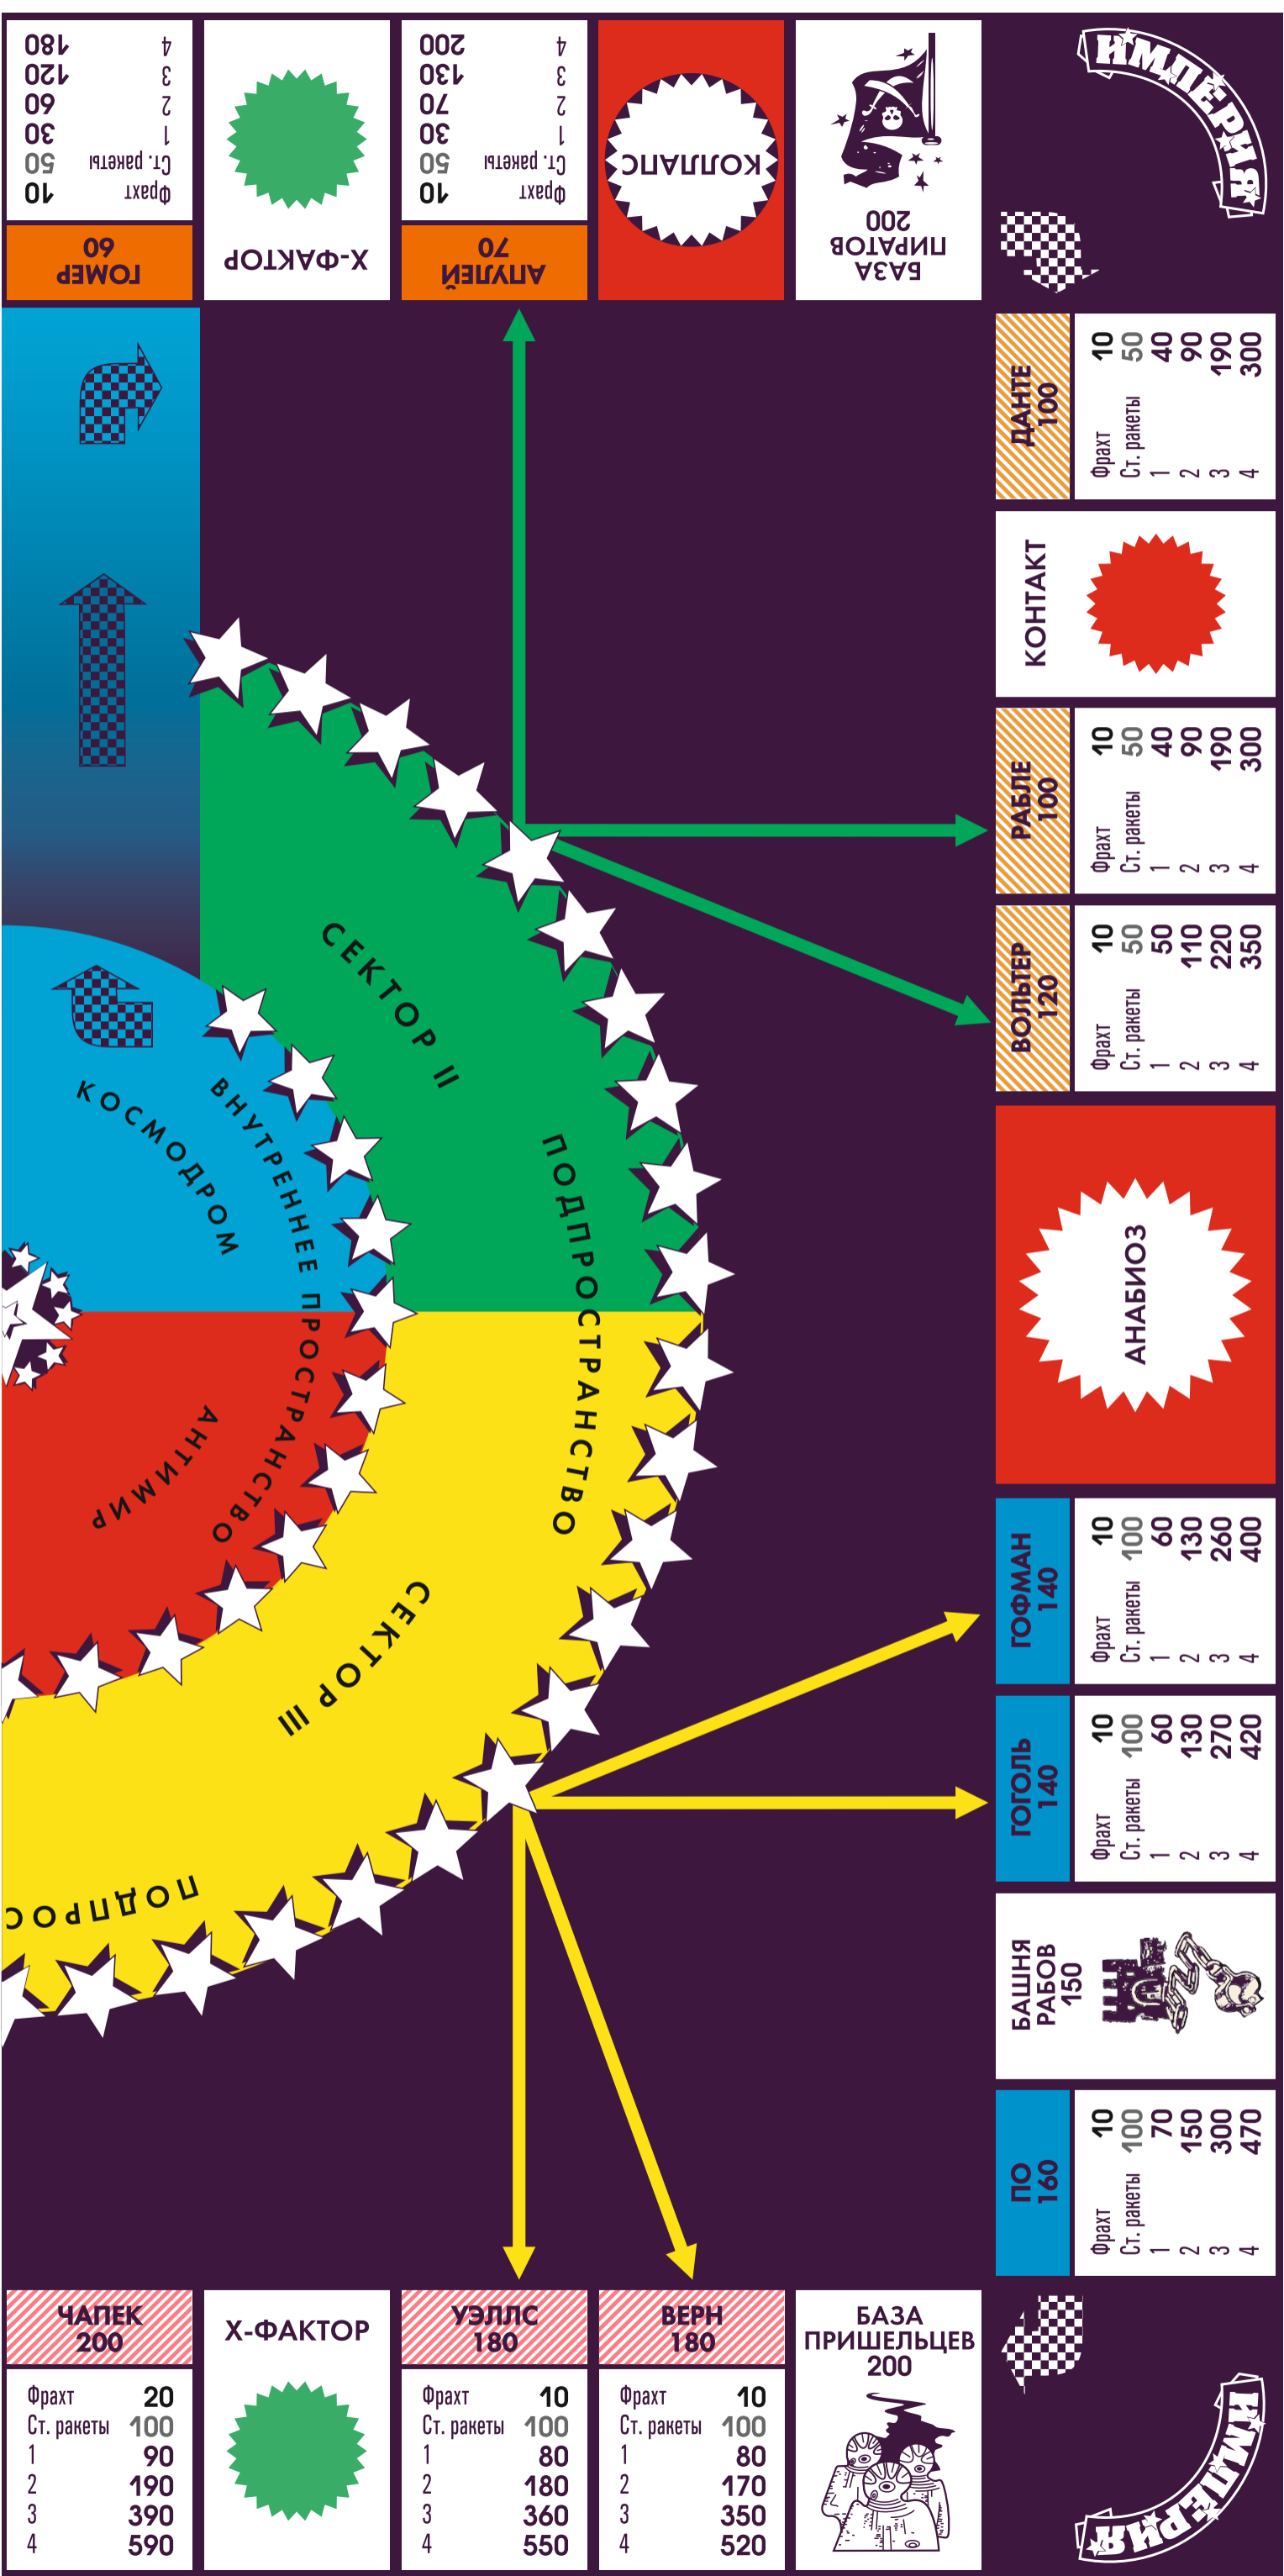 ГОМЕР
60
Фрахт 10
Ст. ракеты 50
1 30
2 60
3 120
4 180
Х-ФАКТОР
АПУЛЕЙ
70
Фрахт 10
Ст. ракеты 50
1 30
2 70
3 130
4 200
КОЛЛАПС
БАЗА
ПИРАТОВ
200
ИМПЕРИЯ
ДАНТЕ
100
Фрахт 10
Ст. ракеты 50
1 40
2 90
3 190
4 300
КОНТАКТ
РАБЛЕ
100
Фрахт 10
Ст. ракеты 50
1 40
2 90
3 190
4 300
ВОЛЬТЕР
120
Фрахт 10
Ст. ракеты 50
1 50
2 110
3 220
4 350
АНАБИОЗ
ГОФМАН
140
Фрахт 10
Ст. ракеты 100
1 60
2 130
3 260
4 400
ГОГОЛЬ
140
Фрахт 10
Ст. ракеты 100
1 60
2 130
3 270
4 420
БАШНЯ
РАБОВ
150
ПО
160
Фрахт 10
Ст. ракеты 100
1 70
2 150
3 300
4 470
ИМПЕРИЯ
БАЗА
ПРИШЕЛЬЦЕВ
200
ВЕРН
180
Фрахт 10
Ст. ракеты 100
1 80
2 170
3 350
4 520
УЭЛЛС
180
Фрахт 10
Ст. ракеты 100
1 80
2 180
3 360
4 550
Х-ФАКТОР
ЧАПЕК
200
Фрахт 20
Ст. ракеты 100
1 90
2 190
3 390
4 590
СЕКТОР II
ПОДПРОСТРАНСТВО
КОСМОДРОМ
ВНУТРЕННЕЕ ПРОСТРАНСТВО
АНТИМИР
СЕКТОР III
ПОДПРОС